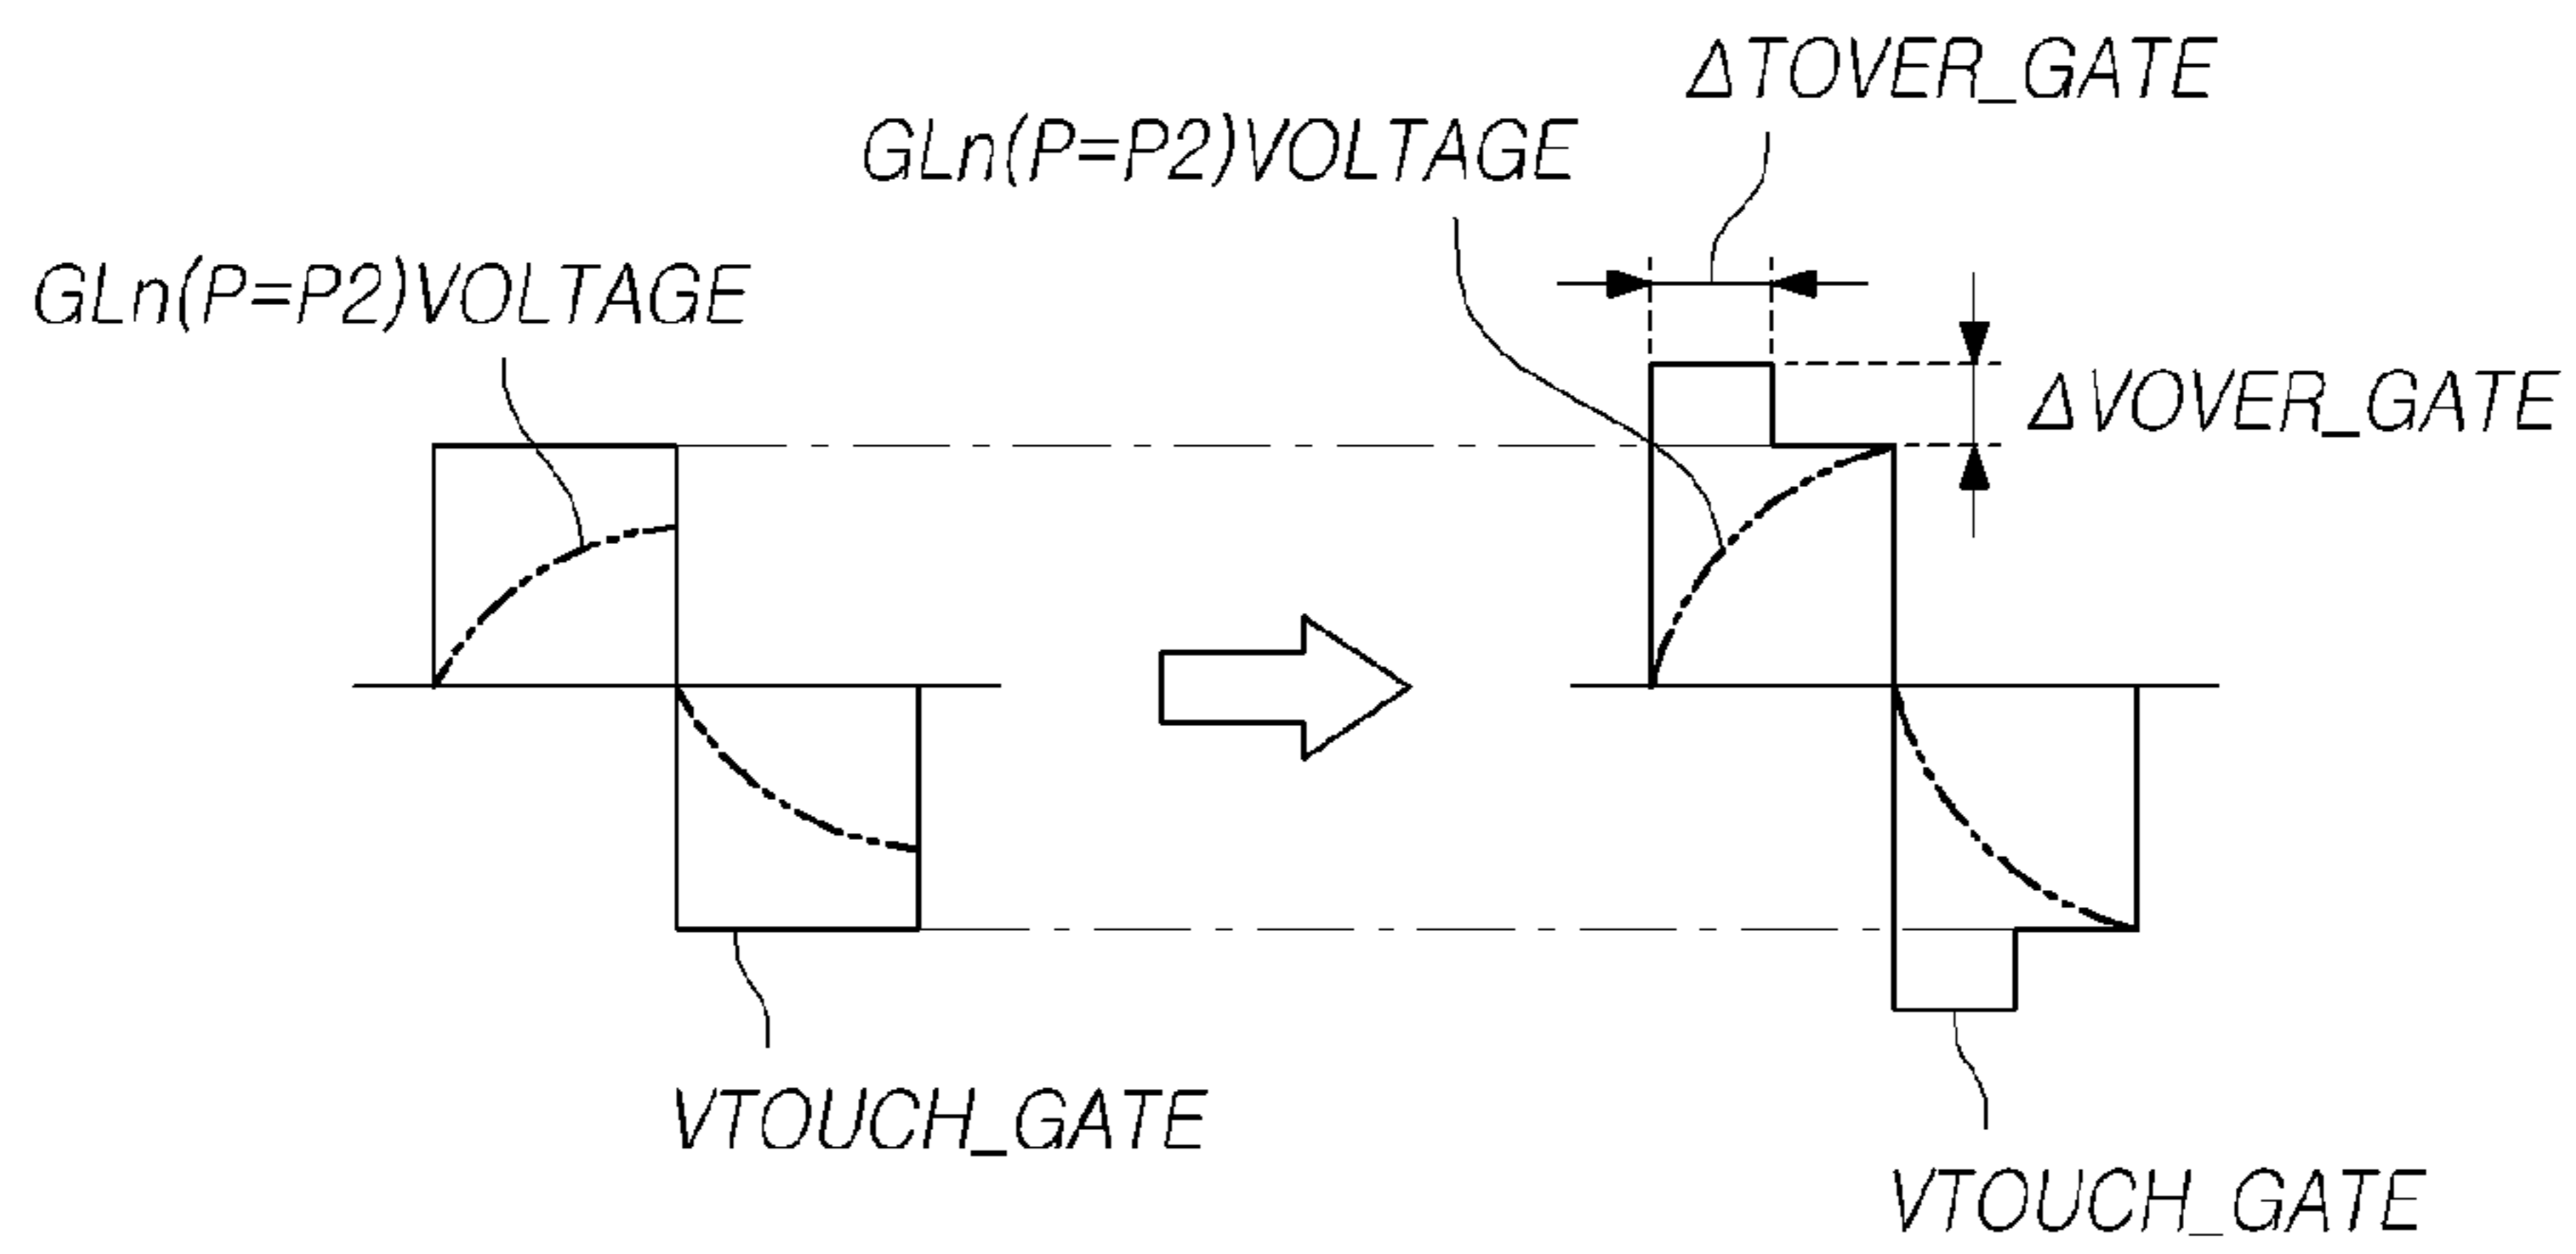 ΔTOVER_GATE
GLn(P=P2)VOLTAGE
GLn(P=P2)VOLTAGE
ΔVOVER_GATE
VTOUCH_GATE
VTOUCH_GATE